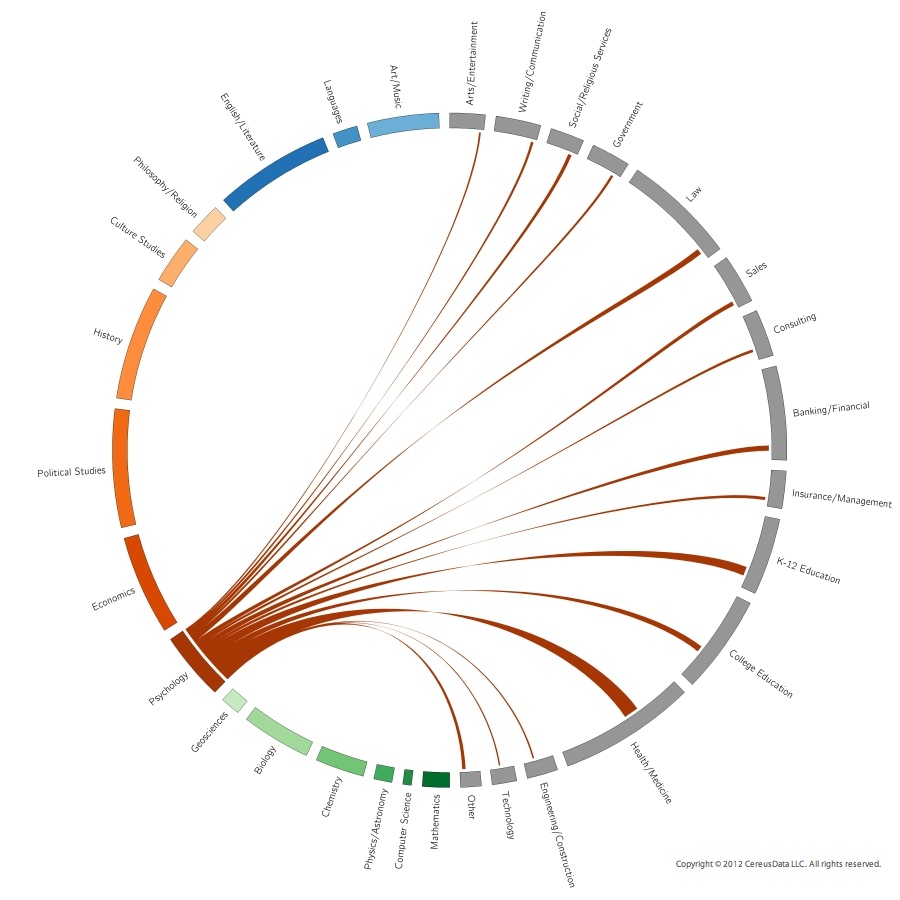 Arts/Entertainment
Writing/Communication
Social/Religious Services
Government
Law
Sales
Consulting
Banking/Financial
Insurance/Management
K-12 Education
College Education
Health/Medicine
Engineering/Construction
Technology
Other
Mathematics
Computer Science
Physics/Astronomy
Chemistry
Biology
Geosciences
Psychology
Economics
Political Studies
History
Culture Studies
Philosophy/Religion
English/Literature
Languages
Art/Music
Copyright © 2012 CereusData LLC. All rights reserved.